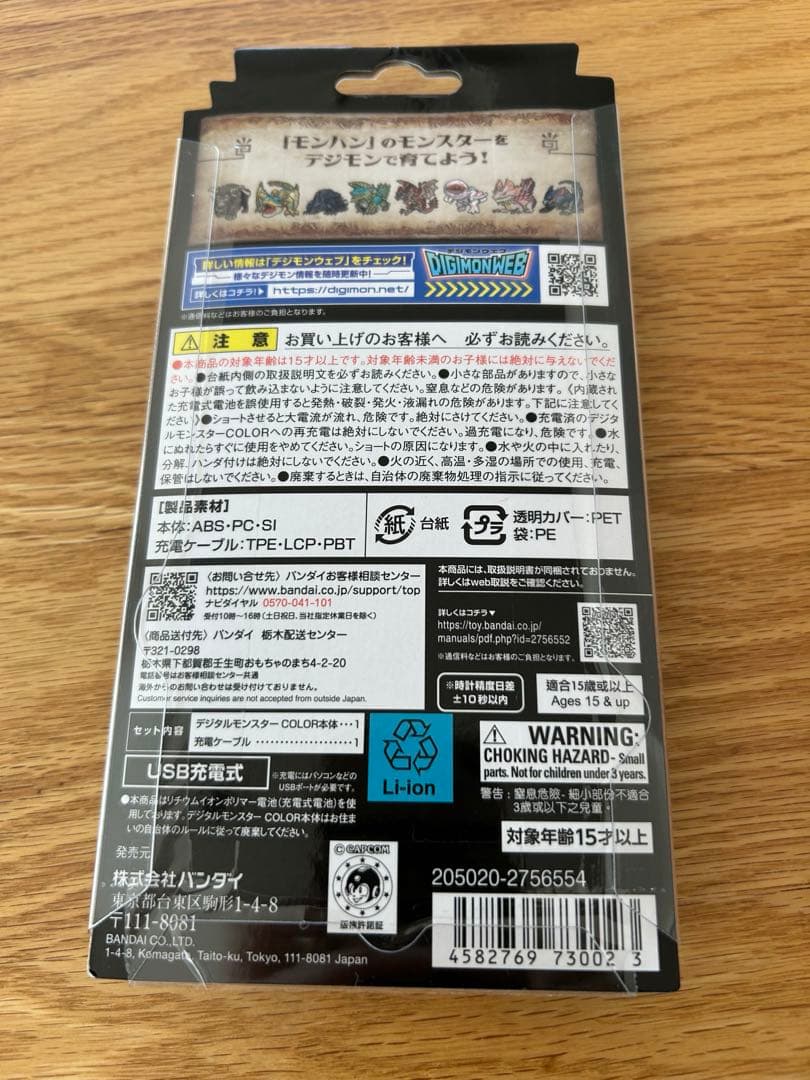 「モンハン」のモンスターを
デジモンで育てよう!
詳しい情報は「デジモンウェブ」をチェック!
様々なデジモン情報を随時更新中!
詳しくはコチラ! https://digimon.net/
デジモンウェブ
DIGIMONWEB
※通信料などはお客様のご負担となります。
注意 お買い上げのお客様へ 必ずお読みください。
●本商品の対象年齢は15才以上です。対象年齢未満のお子様には絶対に与えないでくだ
さい。●台紙内側の取扱説明文を必ずお読みください。●小さな部品がありますので、小さな
お子様が誤って飲み込まないように注意してください。窒息などの危険があります。《内蔵され
た充電式電池を誤使用すると発熱・破裂・発火・液漏れの危険があります。下記に注意してく
ださい》●ショートさせると大電流が流れ、危険です。絶対にさけてください。●充電済のデジタ
ルモンスターCOLORへの再充電は絶対にしないでください。過充電になり、危険です。●水
にぬれたらすぐに使用をやめてください。ショートの原因になります。●水や火の中に入れたり、
分解、ハンダ付けは絶対にしないでください。●火の近く、高温・多湿の場所での使用、充電、
保管はしないでください。●廃棄するときは、自治体の廃棄物処理の指示に従ってください。
[製品素材]
本体:ABS・PC・SI
充電ケーブル:TPE・LCP・PBT
紙 台紙
プラ 透明カバー:PET
袋:PE
〈お問い合せ先〉バンダイお客様相談センター
https://www.bandai.co.jp/support/top
ナビダイヤル 0570-041-101
受付10時〜16時(土日祝日、当社指定休業日を除く)
〈商品送付先〉バンダイ 栃木配送センター
〒321-0298
栃木県下都賀郡壬生町おもちゃのまち4-2-20
電話番号はお客様相談センター共通
海外からのお問い合せは受け付けておりません。
Customer service inquiries are not accepted from outside Japan.
本商品には、取扱説明書が同梱されておりません。
詳しくはweb取説をご確認ください。
詳しくはコチラ▼
https://toy.bandai.co.jp/
manuals/pdf.php?id=2756552
※通信料などはお客様のご負担となります。
※時計精度日差
±10秒以内
適合15歲或以上
Ages 15 & up
セット内容
デジタルモンスター COLOR本体・・・1
充電ケーブル・・・・・・・・・・・・・・・・・・1
USB充電式
※充電にはパソコンなどの
USBポートが必要です。
●本商品はリチウムイオンポリマー電池(充電式電池)を使
用しております。デジタルモンスター COLOR本体はお住ま
いの自治体のルールに従って廃棄してください。
Li-ion
WARNING:
CHOKING HAZARD- Small
parts. Not for children under 3 years.
警告:窒息危險-細小部份不適合
3歲或以下之兒童。
対象年齢15才以上
発売元
株式会社バンダイ
東京都台東区駒形1-4-8
〒111-8081
BANDAI CO.,LTD.
1-4-8, Komagata, Taito-ku, Tokyo, 111-8081 Japan
©CAPCOM
版権許諾証
205020-2756554
4582769 73002 3